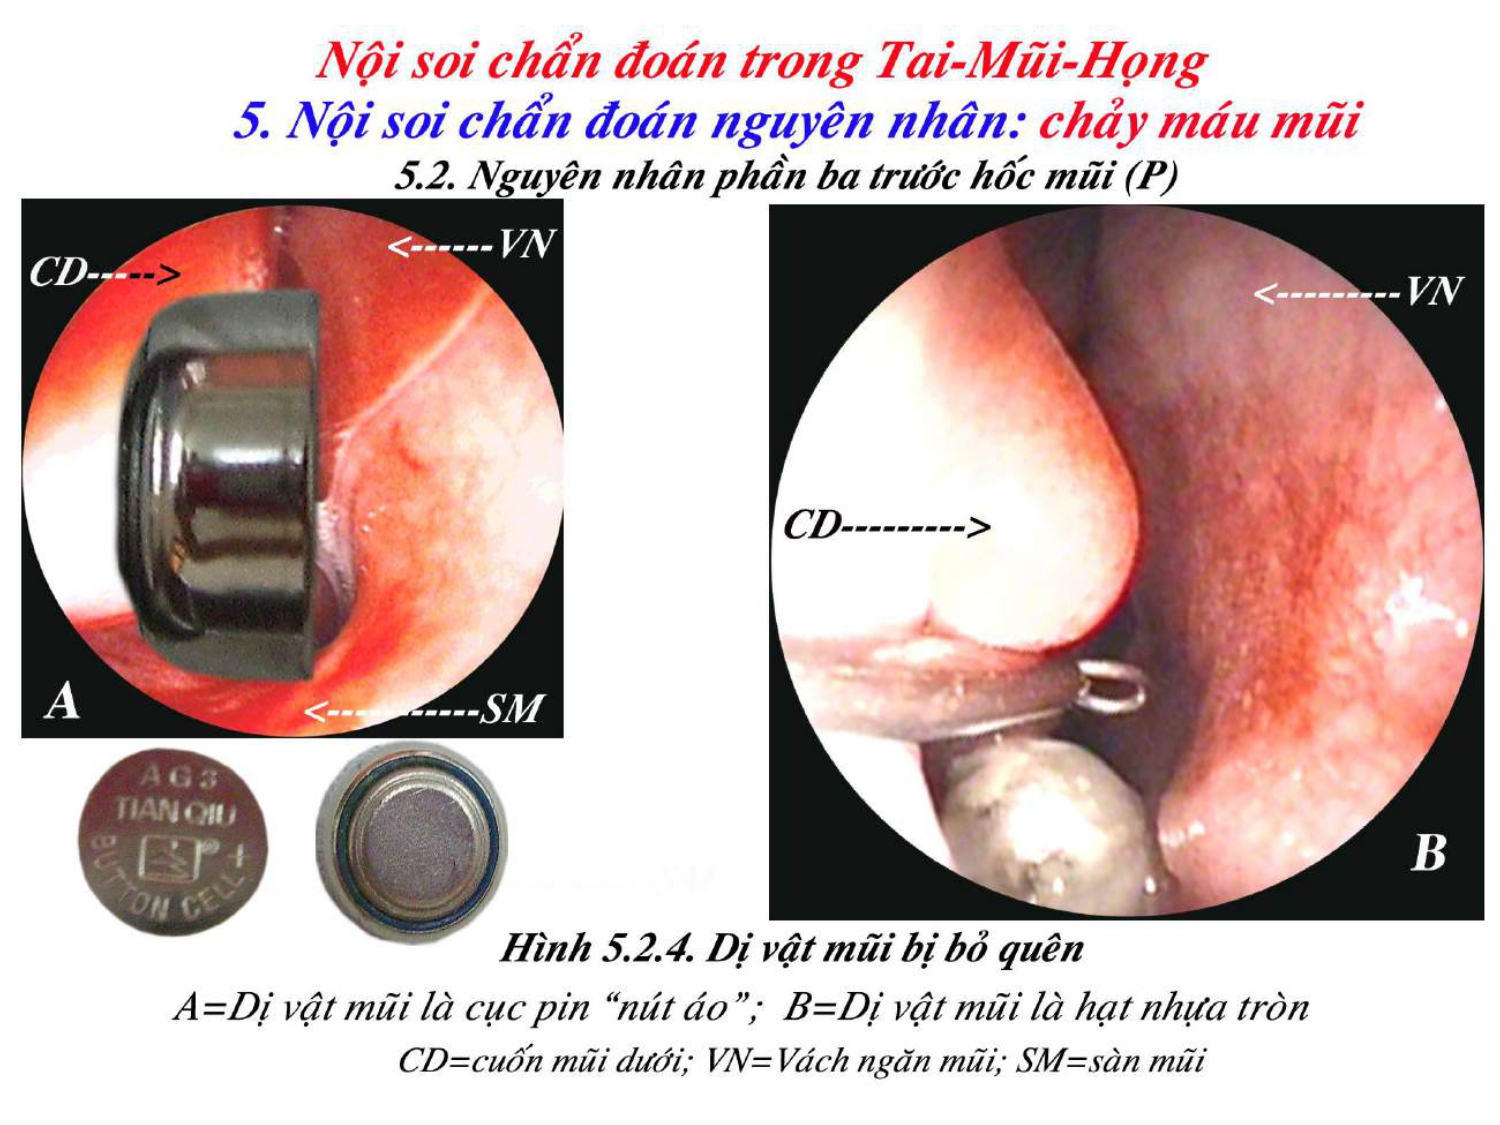 Nội soi chẩn đoán trong Tai-Mũi-Họng
5. Nội soi chẩn đoán nguyên nhân: chảy máu mũi
5.2. Nguyên nhân phần ba trước hốc mũi (P)
CD----->
<------VN
<-----------SM
A
<---------VN
CD--------->
B
AG3
TIAN QIU
BUTTON CELL +
Hình 5.2.4. Dị vật mũi bị bỏ quên
A=Dị vật mũi là cục pin “nút áo”; B=Dị vật mũi là hạt nhựa tròn
CD=cuốn mũi dưới; VN=Vách ngăn mũi; SM=sàn mũi